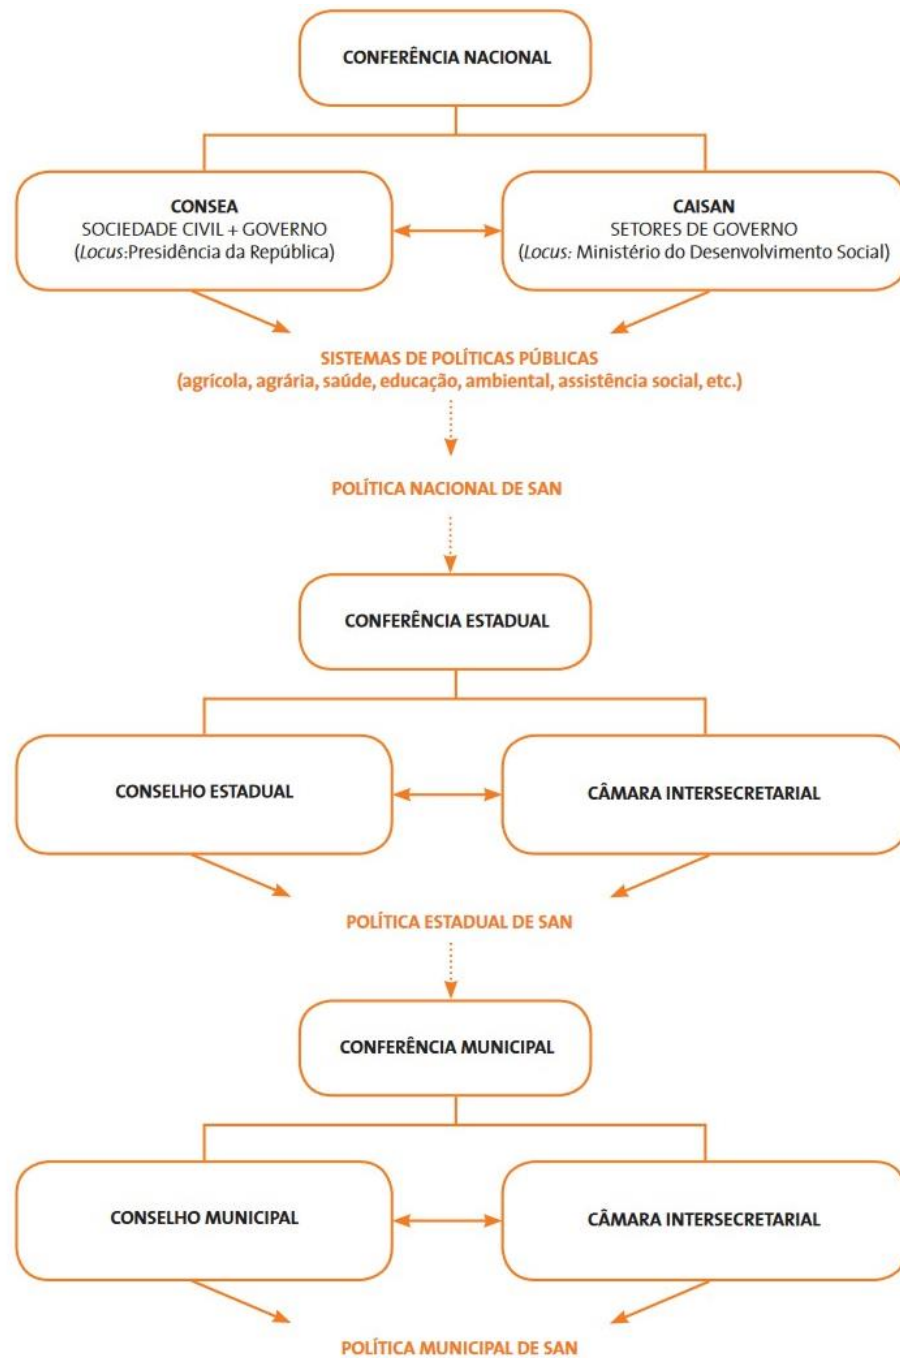 CONFERÊNCIA NACIONAL
CONSEA
SOCIEDADE CIVIL + GOVERNO
(Locus:Presidência da República)
CAISAN
SETORES DE GOVERNO
(Locus: Ministério do Desenvolvimento Social)
SISTEMAS DE POLÍTICAS PÚBLICAS
(agrícola, agrária, saúde, educação, ambiental, assistência social, etc.)
POLÍTICA NACIONAL DE SAN
CONFERÊNCIA ESTADUAL
CONSELHO ESTADUAL
CÂMARA INTERSECRETARIAL
POLÍTICA ESTADUAL DE SAN
CONFERÊNCIA MUNICIPAL
CONSELHO MUNICIPAL
CÂMARA INTERSECRETARIAL
POLÍTICA MUNICIPAL DE SAN